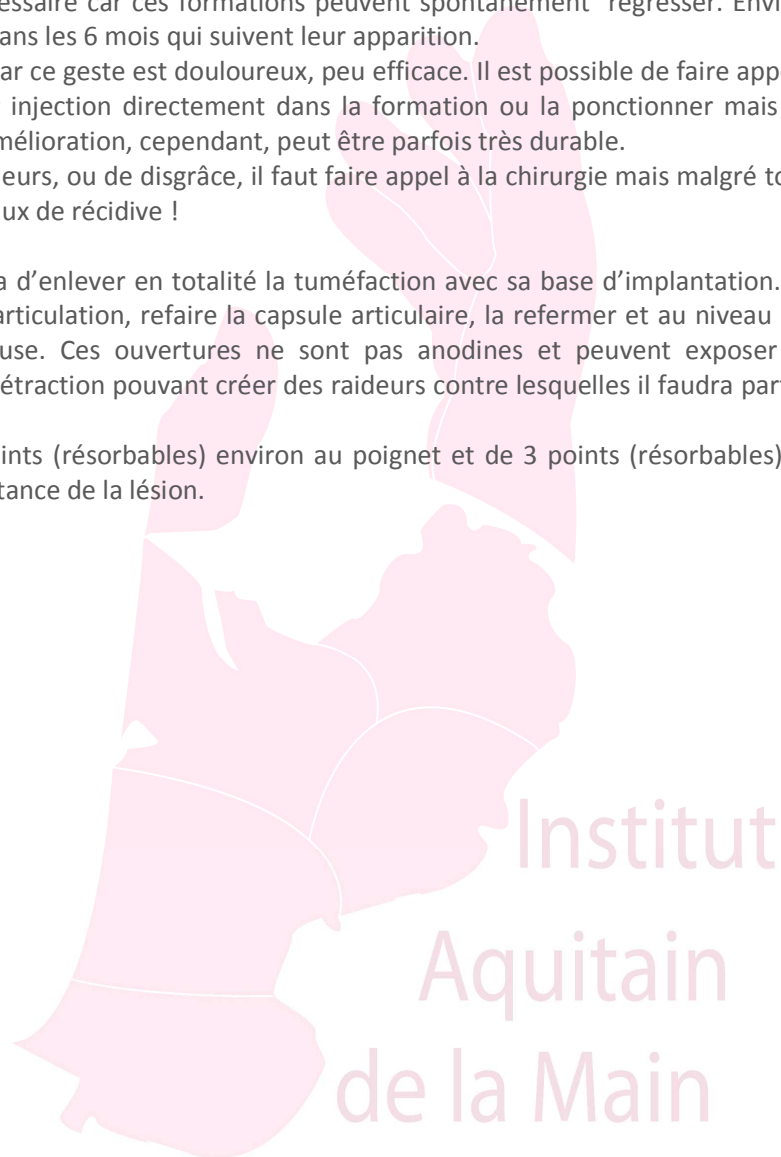 essaire car ces formations peuvent spontanément régresser. Envi
ans les 6 mois qui suivent leur apparition.
ar ce geste est douloureux, peu efficace. Il est possible de faire appe
injection directement dans la formation ou la ponctionner mais
mélioration, cependant, peut être parfois très durable.
eurs, ou de disgrâce, il faut faire appel à la chirurgie mais malgré to
ux de récidive !
a d’enlever en totalité la tuméfaction avec sa base d’implantation.
articulation, refaire la capsule articulaire, la refermer et au niveau
use. Ces ouvertures ne sont pas anodines et peuvent exposer
étraction pouvant créer des raideurs contre lesquelles il faudra part
ints (résorbables) environ au poignet et de 3 points (résorbables)
tance de la lésion.
Institut
Aquitain
de la Main